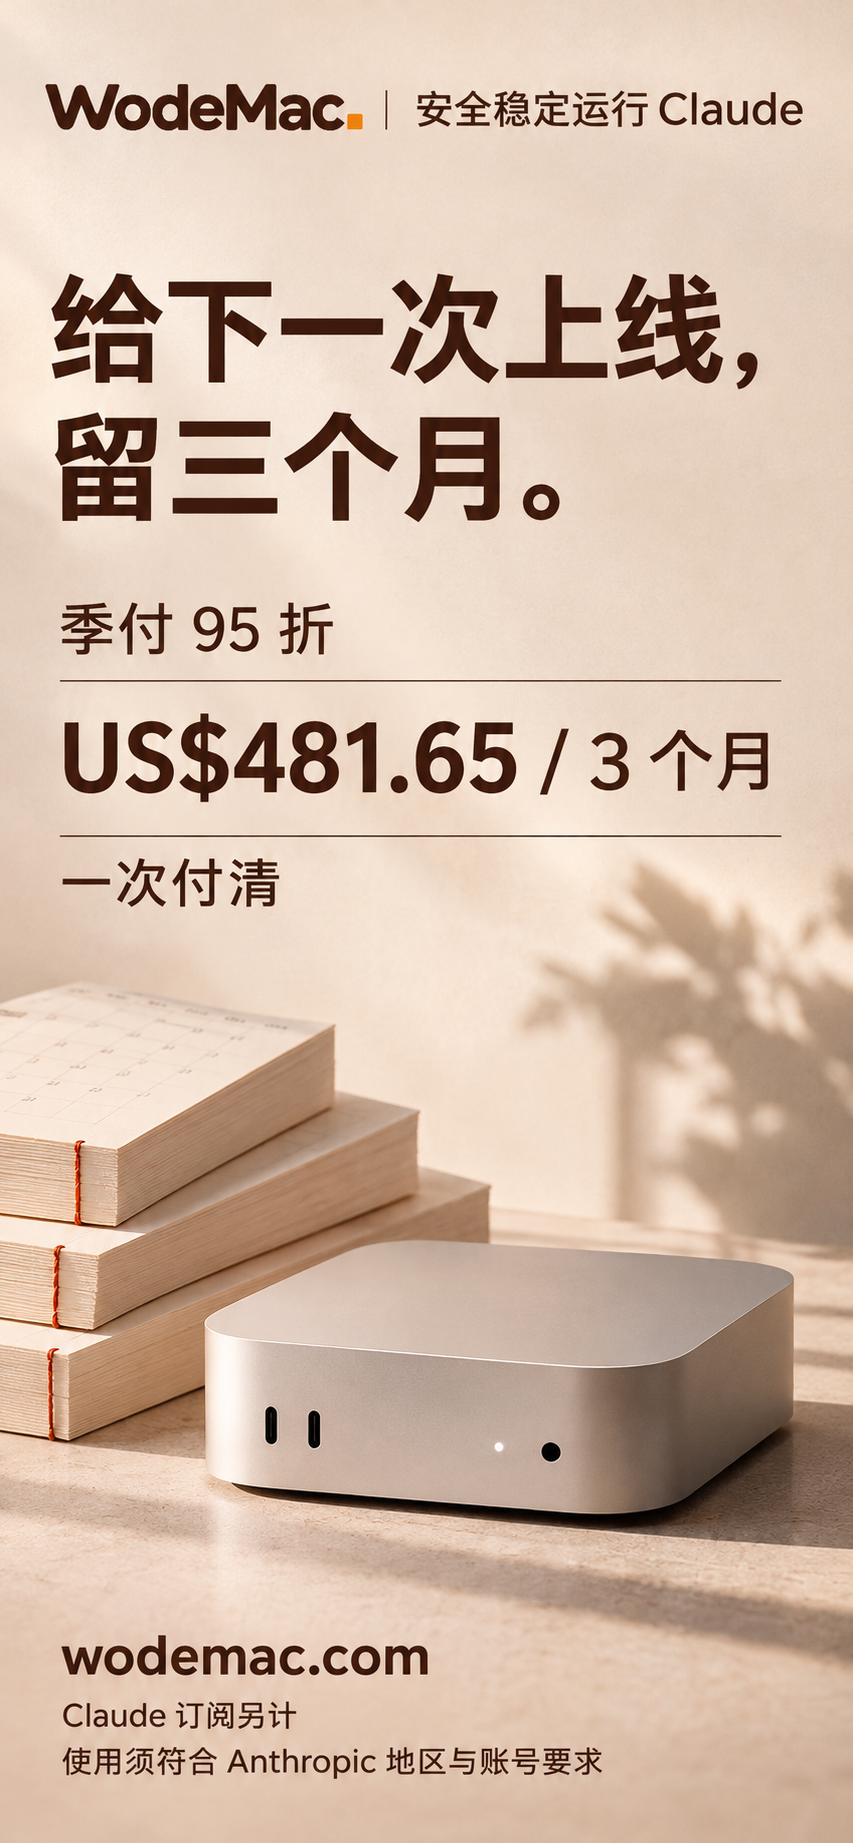 WodeMac. | 安全稳定运行 Claude
给下一次上线，
留三个月。
季付 95 折
US$481.65 / 3 个月
一次付清
wodemac.com
Claude 订阅另计
使用须符合 Anthropic 地区与账号要求